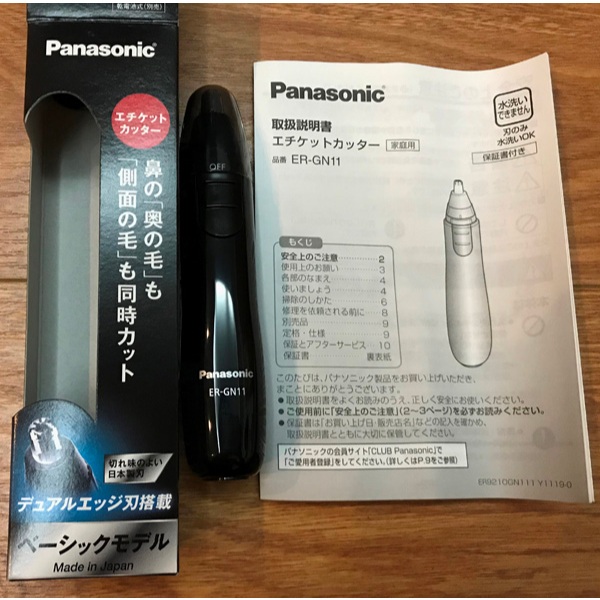 乾電池式(別売)
Panasonic
エチケット
カッター
鼻の「奥の毛」も
「側面の毛」も同時カット
切れ味のよい
日本製刃
デュアルエッジ刃搭載
ベーシックモデル
Made in Japan
OFF
Panasonic
ER-GN11
Panasonic
取扱説明書
エチケットカッター 家庭用
品番 ER-GN11
水洗い
できません
刃のみ
水洗いOK
保証書付き
もくじ
安全上のご注意 2
使用上のお願い 3
各部のなまえ 4
使いましょう 4
掃除のしかた 6
修理を依頼される前に 8
別売品 9
定格・仕様 9
保証とアフターサービス 10
保証書 裏表紙
このたびは、パナソニック製品をお買い上げいただき、
まことにありがとうございます。
●取扱説明書をよくお読みのうえ、正しく安全にお使いください。
●ご使用前に「安全上のご注意」(2〜3ページ)を必ずお読みください。
●保証書は「お買い上げ日・販売店名」などの記入を確かめ、
取扱説明書とともに大切に保管してください。
パナソニックの会員サイト「CLUB Panasonic」で
「ご愛用者登録」をしてください。(詳しくはP.9をご参照)
ER9210GN111 Y1119-0